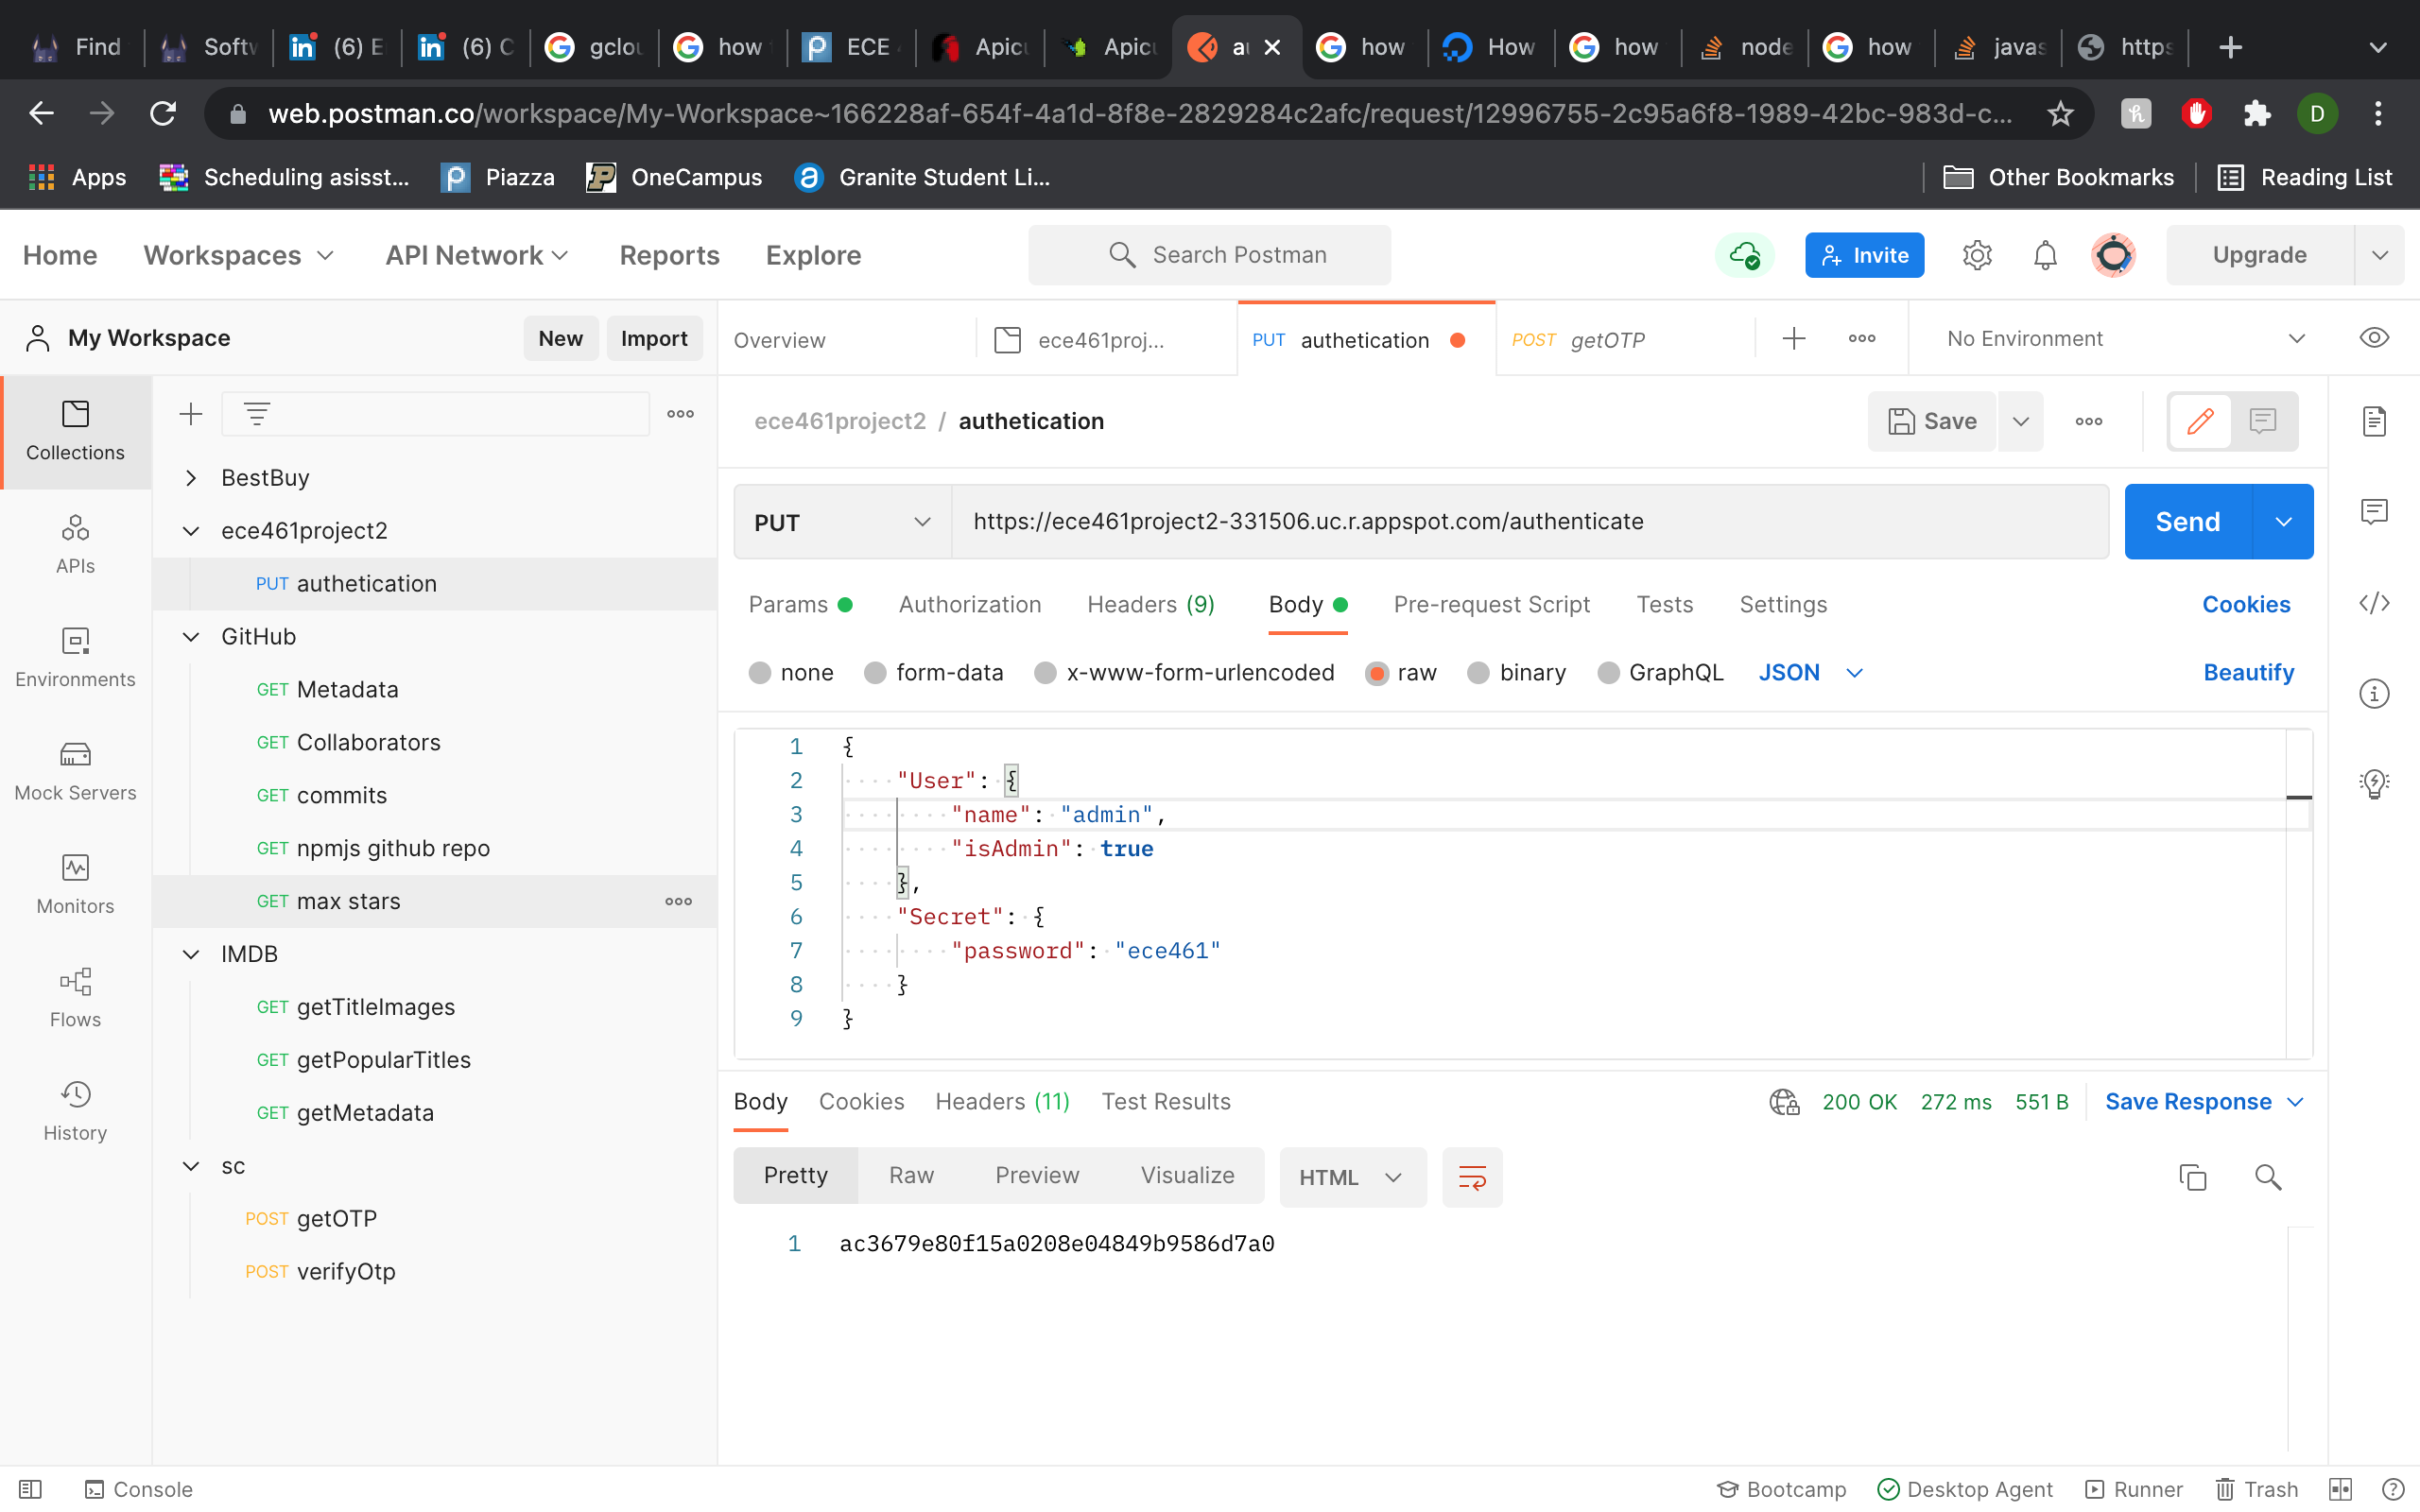 Find
Softw
(6) E
(6) C
gclou
how t
ECE 4
Apicu
Apicu
au
how
How
how
node
how
javas
https
web.postman.co/workspace/My-Workspace~166228af-654f-4a1d-8f8e-2829284c2afc/request/12996755-2c95a6f8-1989-42bc-983d-c...
D
Apps
Scheduling asisst...
Piazza
OneCampus
Granite Student Li...
Other Bookmarks
Reading List
Home
Workspaces
API Network
Reports
Explore
Search Postman
Invite
Upgrade
My Workspace
New
Import
Overview
ece461proj...
PUT authetication
POST getOTP
No Environment
Collections
APIs
Environments
Mock Servers
Monitors
Flows
History
BestBuy
ece461project2
PUT authetication
GitHub
GET Metadata
GET Collaborators
GET commits
GET npmjs github repo
GET max stars
IMDB
GET getTitleImages
GET getPopularTitles
GET getMetadata
sc
POST getOTP
POST verifyOtp
ece461project2 / authetication
Save
PUT
https://ece461project2-331506.uc.r.appspot.com/authenticate
Send
Params
Authorization
Headers (9)
Body
Pre-request Script
Tests
Settings
Cookies
none
form-data
x-www-form-urlencoded
raw
binary
GraphQL
JSON
Beautify
1 {
2 "User": {
3 "name": "admin",
4 "isAdmin": true
5 },
6 "Secret": {
7 "password": "ece461"
8 }
9 }
Body
Cookies
Headers (11)
Test Results
200 OK
272 ms
551 B
Save Response
Pretty
Raw
Preview
Visualize
HTML
1 ac3679e80f15a0208e04849b9586d7a0
Console
Bootcamp
Desktop Agent
Runner
Trash